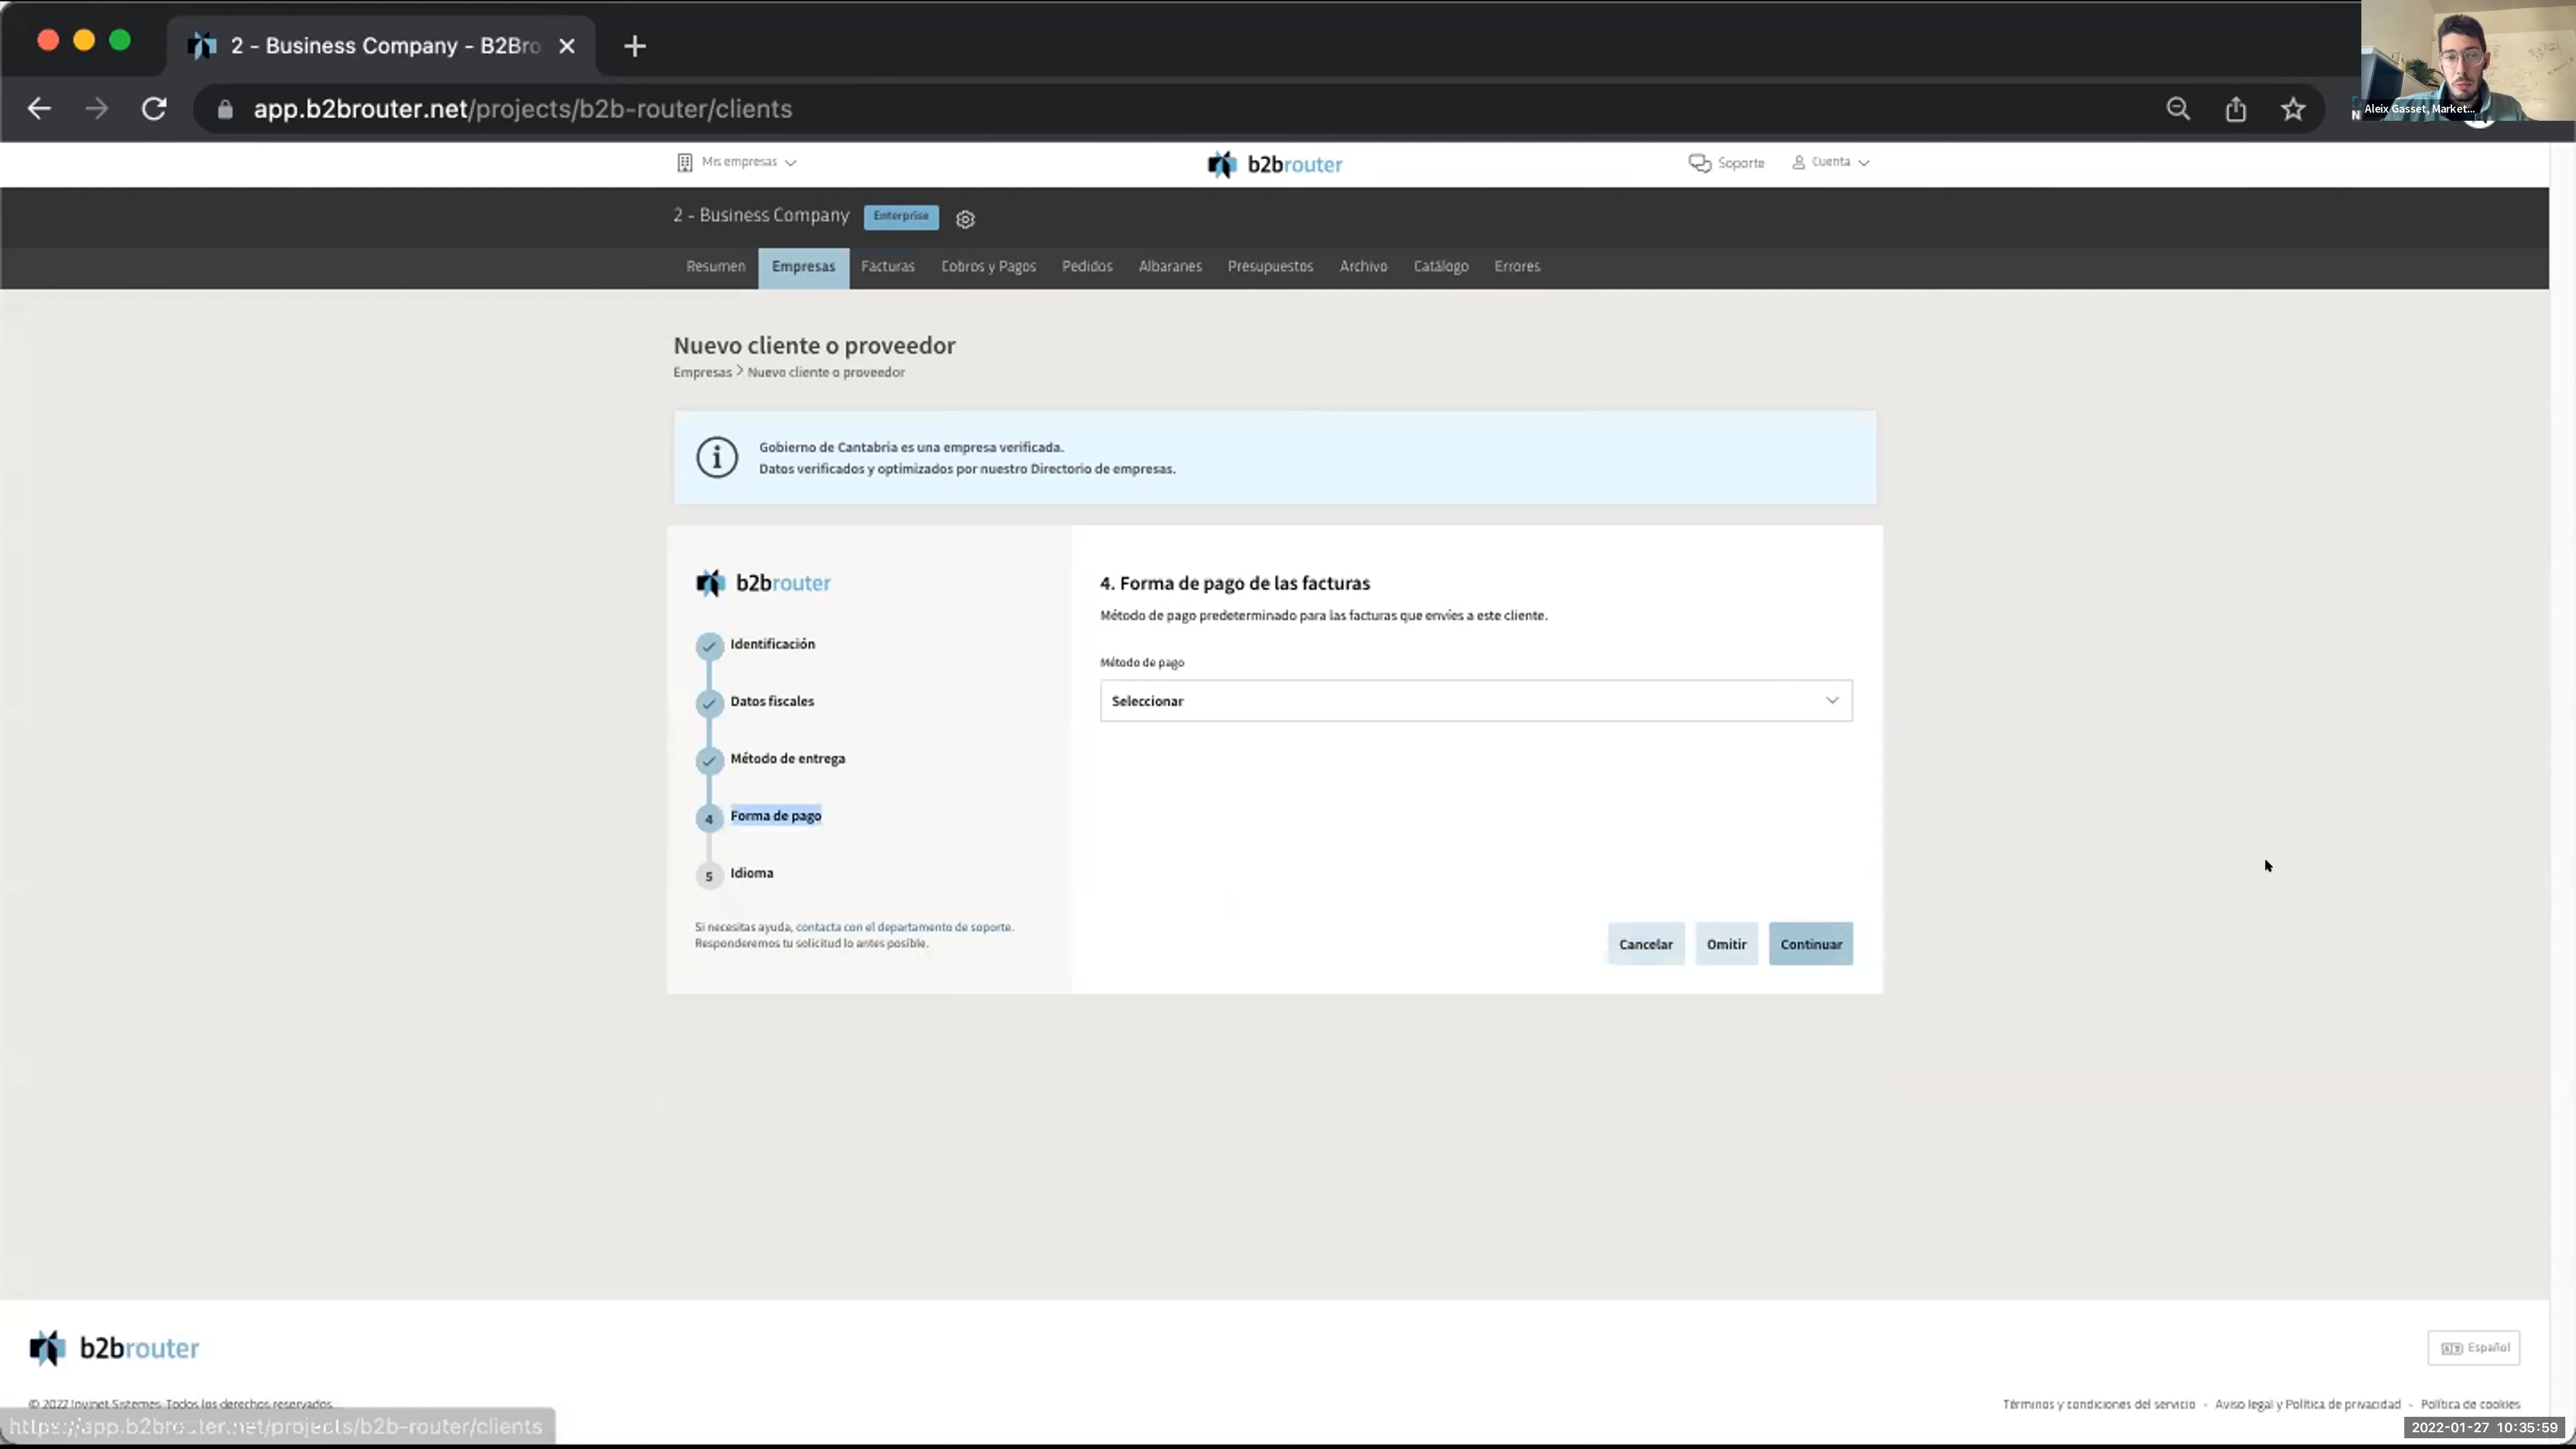 2 - Business Company - B2Bro
app.b2brouter.net/projects/b2b-router/clients
Aleix Gasset, Market...
Mis empresas
b2brouter
Soporte
Cuenta
2 - Business Company
Enterprise
Resumen
Empresas
Facturas
Cobros y Pagos
Pedidos
Albaranes
Presupuestos
Archivo
Catálogo
Errores
Nuevo cliente o proveedor
Empresas > Nuevo cliente o proveedor
Gobierno de Cantabria es una empresa verificada.
Datos verificados y optimizados por nuestro Directorio de empresas.
b2brouter
Identificación
Datos fiscales
Método de entrega
4 Forma de pago
5 Idioma
Si necesitas ayuda, contacta con el departamento de soporte.
Responderemos tu solicitud lo antes posible.
4. Forma de pago de las facturas
Método de pago predeterminado para las facturas que envíes a este cliente.
Método de pago
Seleccionar
Cancelar
Omitir
Continuar
b2brouter
Español
© 2022 Invinet Sistemes. Todos los derechos reservados.
Términos y condiciones del servicio - Aviso legal y Política de privacidad - Política de cookies
https://app.b2brouter.net/projects/b2b-router/clients
2022-01-27 10:35:59